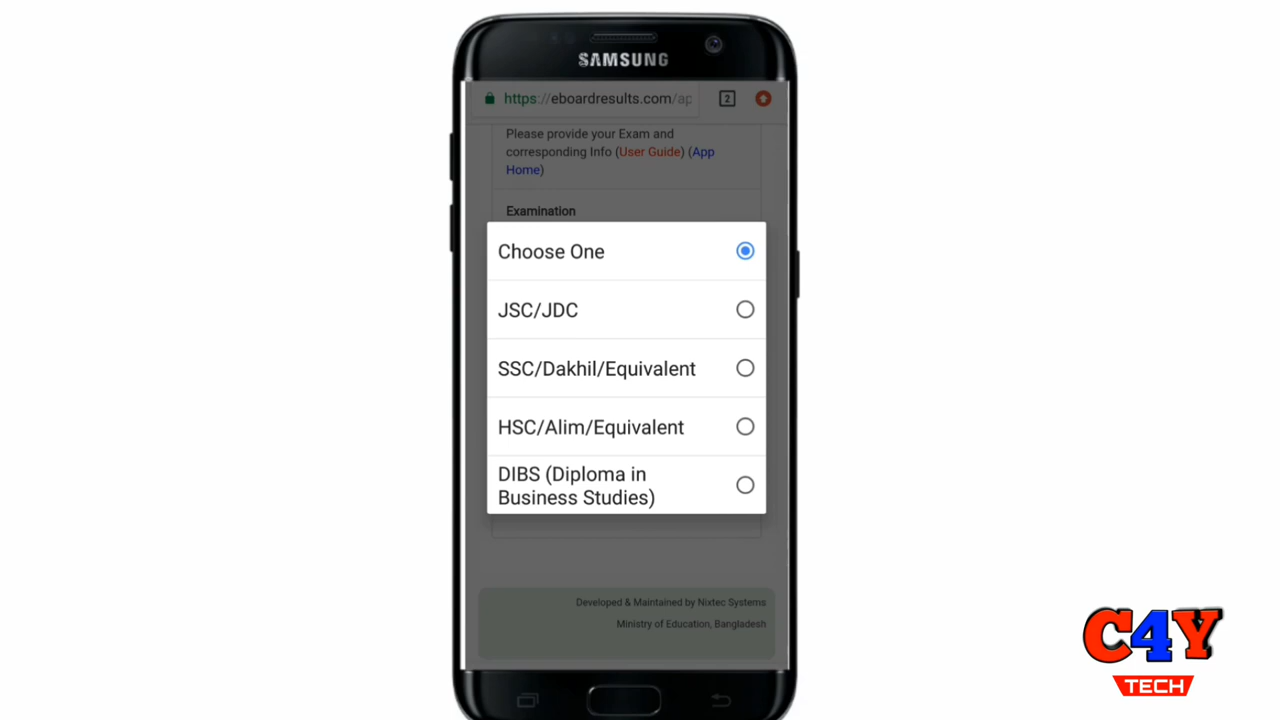 SAMSUNG
https://eboardresults.com/ap
2
Please provide your Exam and
corresponding Info (User Guide) (App
Home)
Examination
Choose One
JSC/JDC
SSC/Dakhil/Equivalent
HSC/Alim/Equivalent
DIBS (Diploma in
Business Studies)
Developed & Maintained by Nixtec Systems
Ministry of Education, Bangladesh
C4Y
TECH